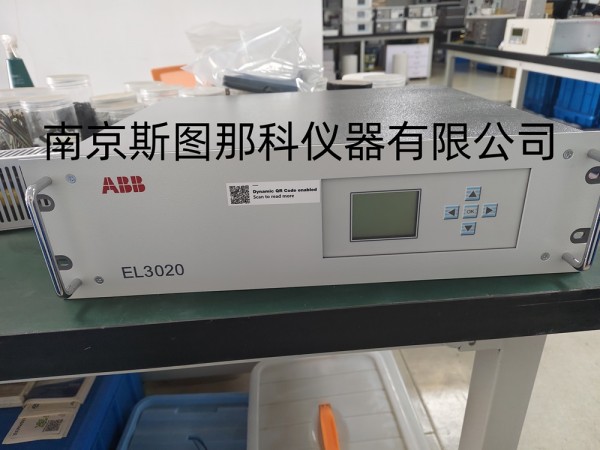 南京斯图那科仪器有限公司
ABB
Dynamic QR Code enabled
Scan to read more
OK
EL3020